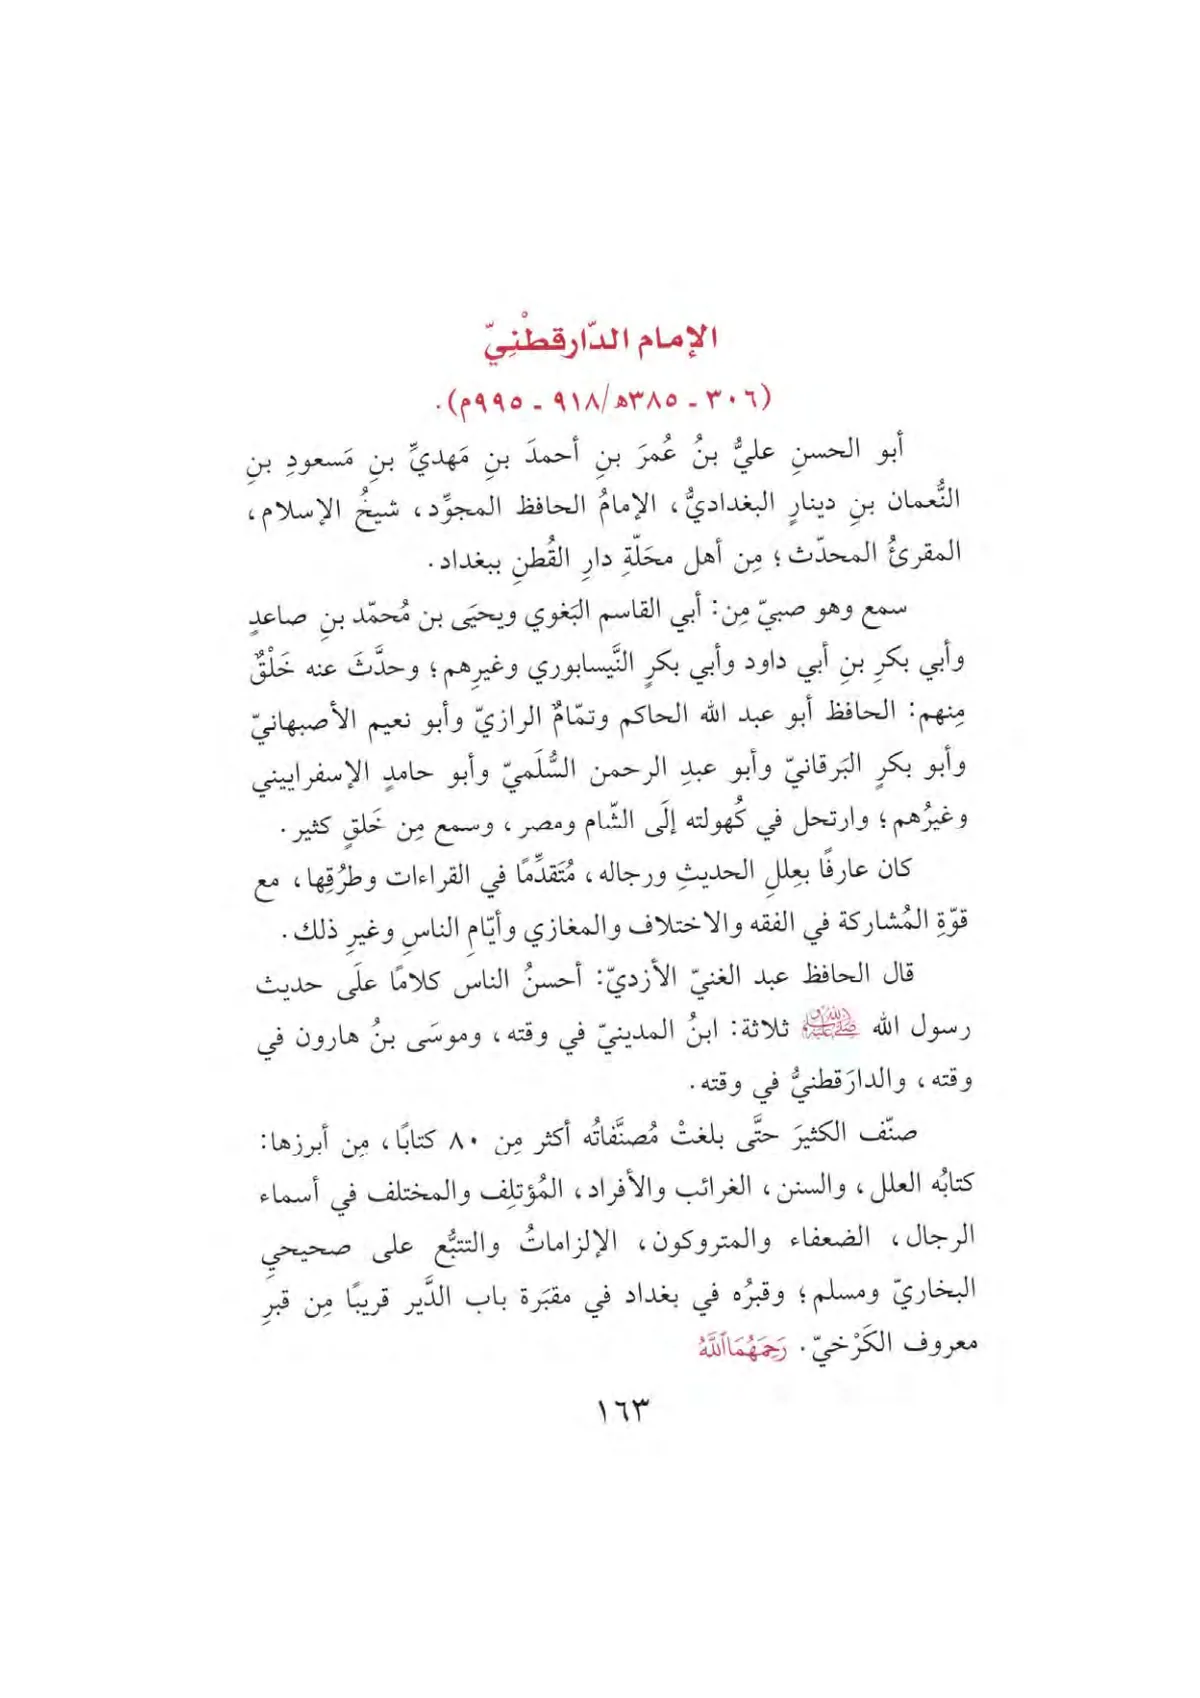 الإمام الدّارقطْنِيّ
(٣٠٦ - ٣٨٥هـ/٩١٨ - ٩٩٥م).
أبو الحسنِ عليُّ بنُ عُمرَ بنِ أحمدَ بنِ مَهديِّ بنِ مَسعودِ بنِ
النُّعمان بنِ دينارٍ البغداديُّ، الإمامُ الحافظ المجوِّد، شيخُ الإسلام،
المقرئُ المحدّث؛ مِن أهل محَلّةِ دارِ القُطنِ ببغداد.
سمع وهو صبيّ مِن: أبي القاسم البَغوي ويحيَى بن مُحمّد بنِ صاعدٍ
وأبي بكرِ بنِ أبي داود وأبي بكرٍ النَّيسابوري وغيرِهم؛ وحدَّثَ عنه خَلْقٌ
مِنهم: الحافظ أبو عبد الله الحاكم وتمّامٌ الرازيّ وأبو نعيم الأصبهانيّ
وأبو بكرٍ البَرقانيّ وأبو عبدِ الرحمن السُّلَميّ وأبو حامدٍ الإسفراييني
وغيرُهم؛ وارتحل في كُهولته إلَى الشّام ومصر، وسمع مِن خَلقٍ كثير.
كان عارفًا بعِللِ الحديثِ ورجاله، مُتَقدِّمًا في القراءات وطرُقِها، مع
قوّةِ المُشاركة في الفقه والاختلاف والمغازي وأيّامِ الناسِ وغيرِ ذلك.
قال الحافظ عبد الغنيّ الأزديّ: أحسنُ الناس كلامًا علَى حديث
رسول الله ﷺ ثلاثة: ابنُ المدينيّ في وقته، وموسَى بنُ هارون في
وقته، والدارَقطنيُّ في وقته.
صنّف الكثيرَ حتَّى بلغتْ مُصنَّفاتُه أكثر مِن ٨٠ كتابًا، مِن أبرزها:
كتابُه العلل، والسنن، الغرائب والأفراد، المُؤتلِف والمختلف في أسماء
الرجال، الضعفاء والمتروكون، الإلزاماتُ والتتبُّع على صحيحيِ
البخاريّ ومسلم؛ وقبرُه في بغداد في مقبَرة باب الدَّير قريبًا مِن قبرِ
معروف الكَرْخيّ. رَحِمَهُمَا ٱللَّهُ
١٦٣